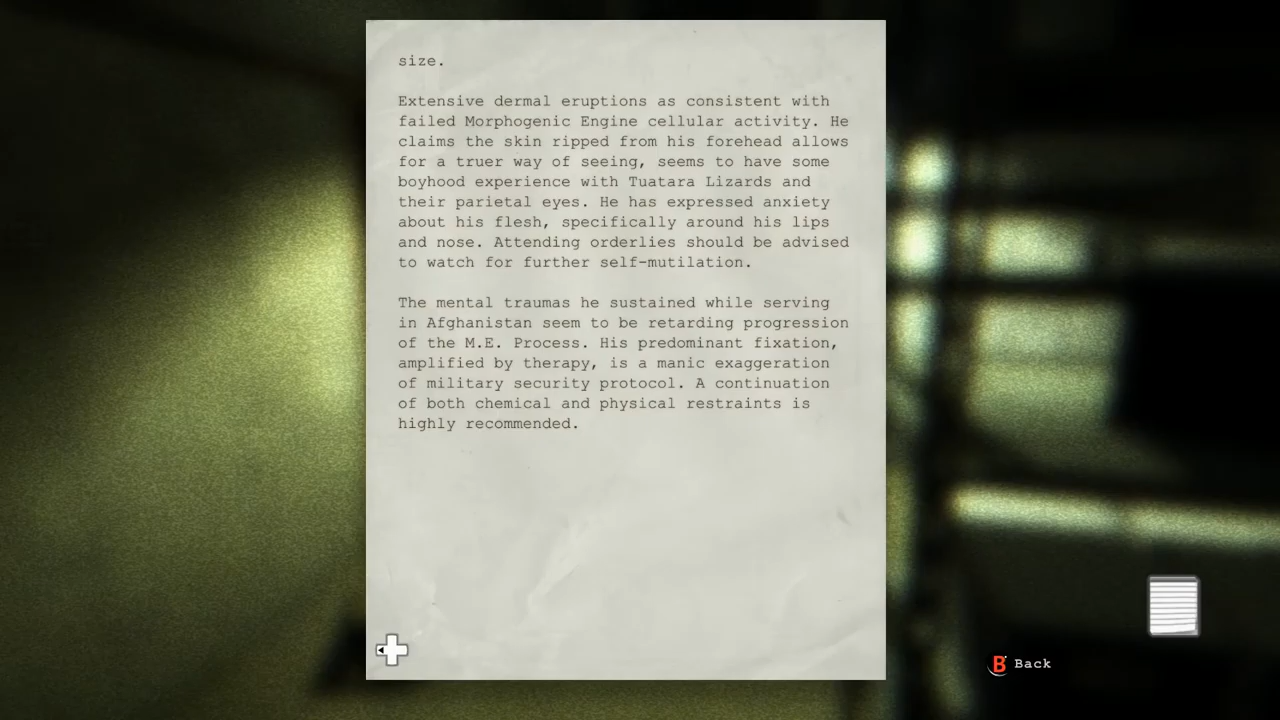 size.
Extensive dermal eruptions as consistent with
failed Morphogenic Engine cellular activity. He
claims the skin ripped from his forehead allows
for a truer way of seeing, seems to have some
boyhood experience with Tuatara Lizards and
their parietal eyes. He has expressed anxiety
about his flesh, specifically around his lips
and nose. Attending orderlies should be advised
to watch for further self-mutilation.
The mental traumas he sustained while serving
in Afghanistan seem to be retarding progression
of the M.E. Process. His predominant fixation,
amplified by therapy, is a manic exaggeration
of military security protocol. A continuation
of both chemical and physical restraints is
highly recommended.
B Back